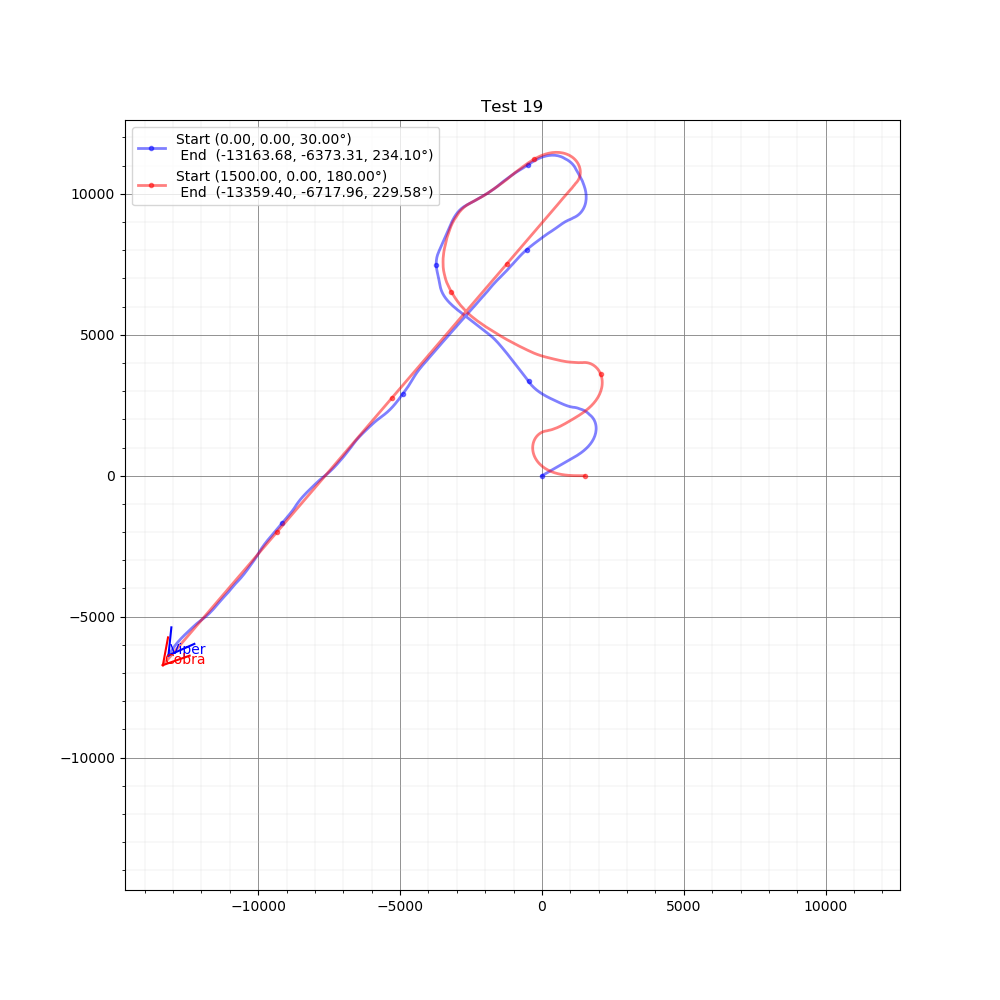 Test 19
Start (0.00, 0.00, 30.00°)
End (-13163.68, -6373.31, 234.10°)
Start (1500.00, 0.00, 180.00°)
End (-13359.40, -6717.96, 229.58°)
10000
5000
0
−5000
−10000
Viper
Cobra
−10000
−5000
0
5000
10000